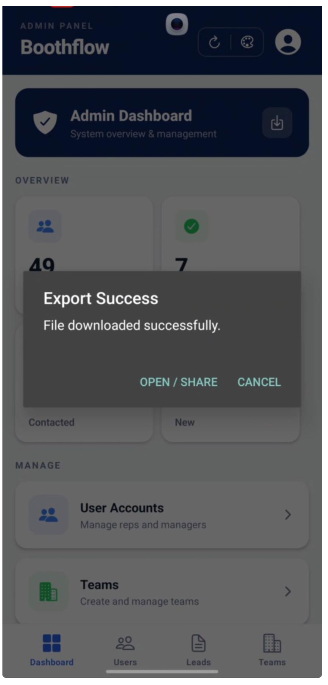 ADMIN PANEL
Boothflow
Admin Dashboard
System overview & management
OVERVIEW
49
7
Export Success
File downloaded successfully.
OPEN / SHARE
CANCEL
Contacted
New
MANAGE
User Accounts
Manage reps and managers
Teams
Create and manage teams
Dashboard
Users
Leads
Teams